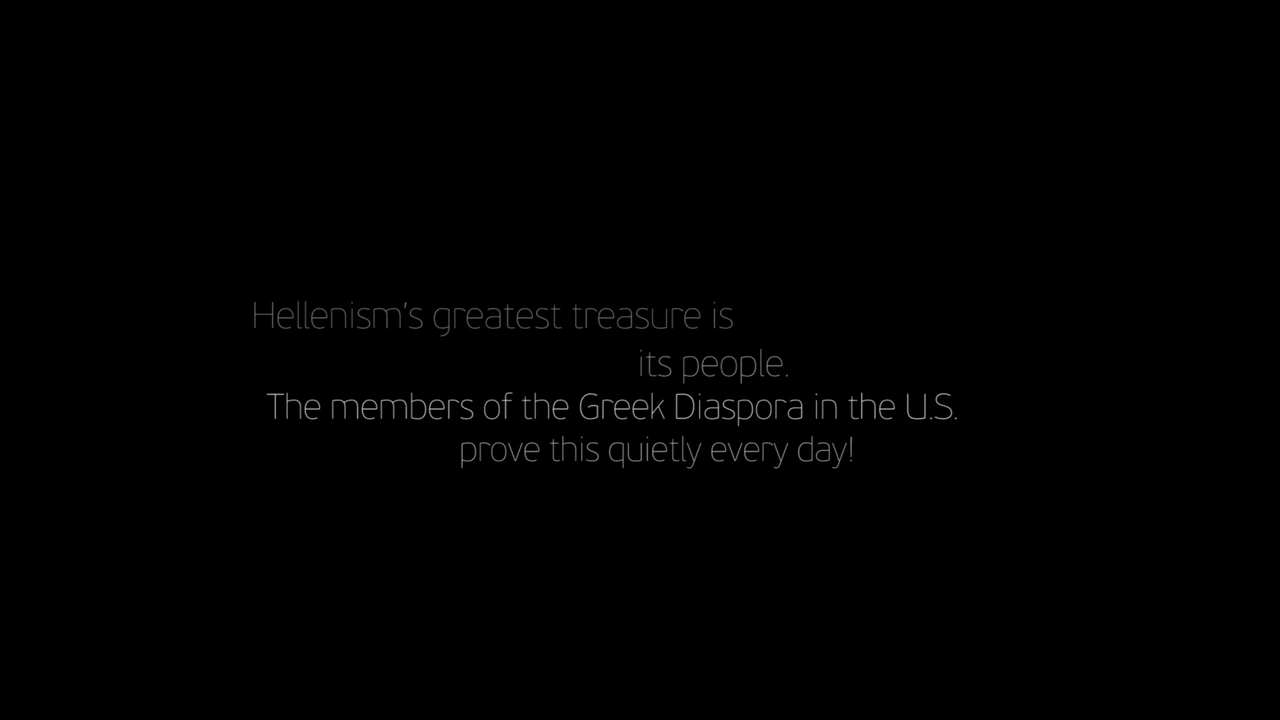 Hellenism's greatest treasure is
its people.
The members of the Greek Diaspora in the U.S.
prove this quietly every day!